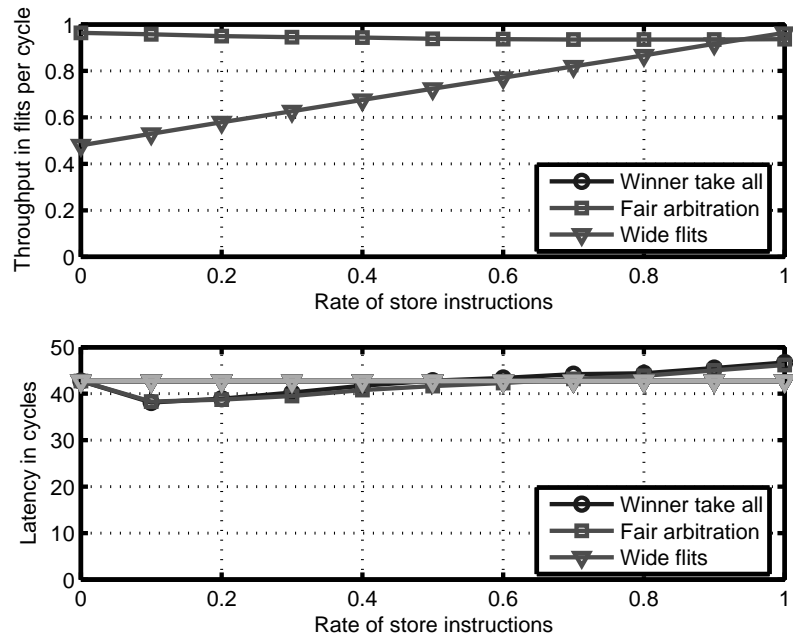 Throughput in flits per cycle
1
0.8
0.6
0.4
0.2
0
0 0.2 0.4 0.6 0.8 1
Rate of store instructions
Winner take all
Fair arbitration
Wide flits
Latency in cycles
50
40
30
20
10
0
0 0.2 0.4 0.6 0.8 1
Rate of store instructions
Winner take all
Fair arbitration
Wide flits